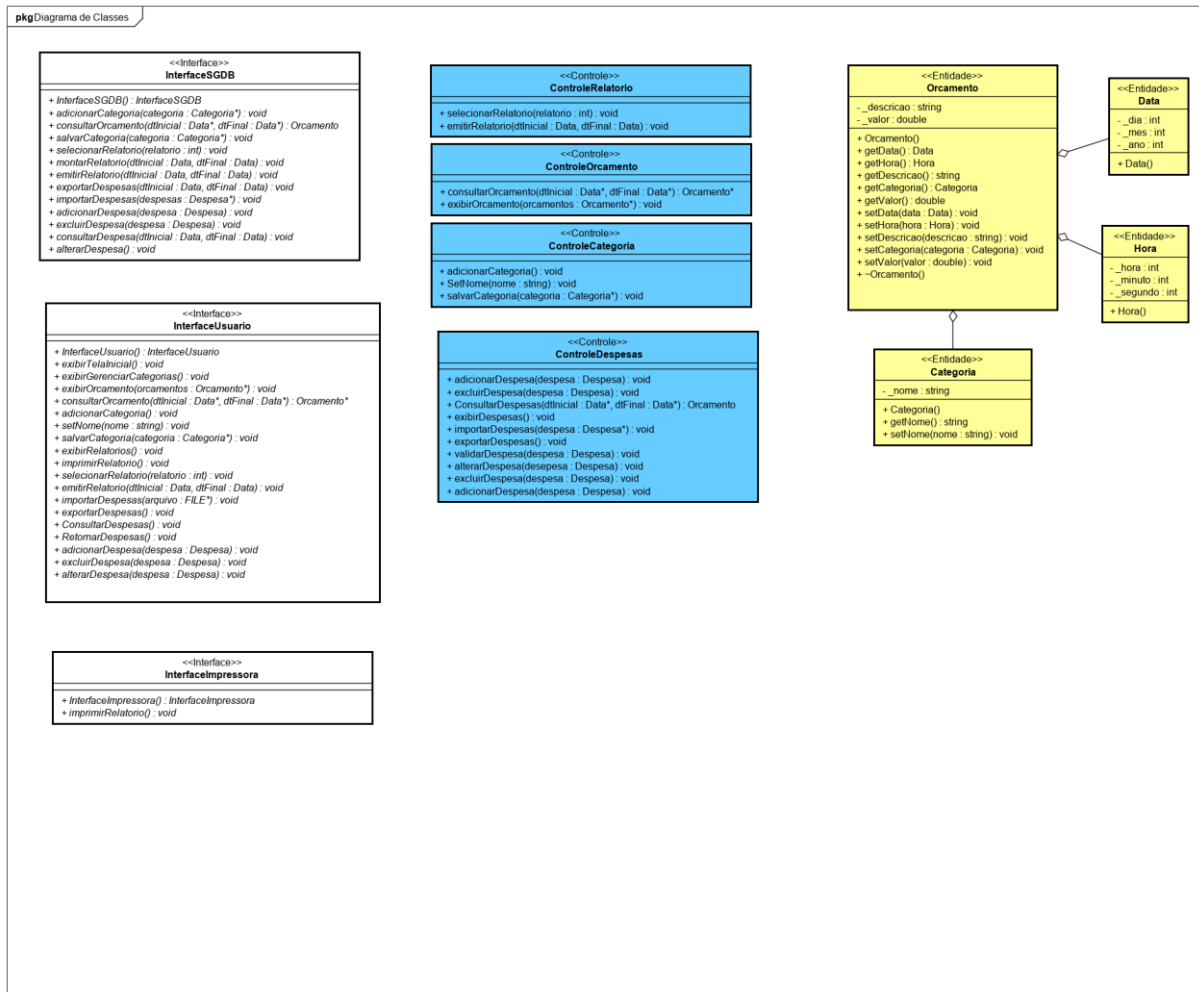 pkg Diagrama de Classes
<<Interface>>
InterfaceSGDB
+ InterfaceSGDB() : InterfaceSGDB
+ adicionarCategoria(categoria : Categoria*) : void
+ consultarOrcamento(dtInicial : Data*, dtFinal : Data*) : Orcamento
+ salvarCategoria(categoria : Categoria*) : void
+ selecionarRelatorio(relatorio : int) : void
+ montarRelatorio(dtInicial : Data, dtFinal : Data) : void
+ emitirRelatorio(dtInicial : Data, dtFinal : Data) : void
+ exportarDespesas(dtInicial : Data, dtFinal : Data) : void
+ importarDespesas(despesas : Despesa*) : void
+ adicionarDespesa(despesa : Despesa) : void
+ excluirDespesa(despesa : Despesa) : void
+ consultarDespesa(dtInicial : Data, dtFinal : Data) : void
+ alterarDespesa() : void
<<Interface>>
InterfaceUsuario
+ InterfaceUsuario() : InterfaceUsuario
+ exibirTelaInicial() : void
+ exibirGerenciarCategorias() : void
+ exibirOrcamento(orcamentos : Orcamento*) : void
+ consultarOrcamento(dtInicial : Data*, dtFinal : Data*) : Orcamento*
+ adicionarCategoria() : void
+ setNome(nome : string) : void
+ salvarCategoria(categoria : Categoria*) : void
+ exibirRelatorios() : void
+ imprimirRelatorio() : void
+ selecionarRelatorio(relatorio : int) : void
+ emitirRelatorio(dtInicial : Data, dtFinal : Data) : void
+ importarDespesas(arquivo : FILE*) : void
+ exportarDespesas() : void
+ ConsultarDespesas() : void
+ RetornarDespesas() : void
+ adicionarDespesa(despesa : Despesa) : void
+ excluirDespesa(despesa : Despesa) : void
+ alterarDespesa(despesa : Despesa) : void
<<Interface>>
InterfaceImpressora
+ InterfaceImpressora() : InterfaceImpressora
+ imprimirRelatorio() : void
<<Controle>>
ControleRelatorio
+ selecionarRelatorio(relatorio : int) : void
+ emitirRelatorio(dtInicial : Data, dtFinal : Data) : void
<<Controle>>
ControleOrcamento
+ consultarOrcamento(dtInicial : Data*, dtFinal : Data*) : Orcamento*
+ exibirOrcamento(orcamentos : Orcamento*) : void
<<Controle>>
ControleCategoria
+ adicionarCategoria() : void
+ SetNome(nome : string) : void
+ salvarCategoria(categoria : Categoria*) : void
<<Controle>>
ControleDespesas
+ adicionarDespesa(despesa : Despesa) : void
+ excluirDespesa(despesa : Despesa) : void
+ ConsultarDespesas(dtInicial : Data*, dtFinal : Data*) : Orcamento
+ exibirDespesas() : void
+ importarDespesas(despesa : Despesa*) : void
+ exportarDespesas() : void
+ validarDespesa(despesa : Despesa) : void
+ alterarDespesa(desepesa : Despesa) : void
+ excluirDespesa(despesa : Despesa) : void
+ adicionarDespesa(despesa : Despesa) : void
<<Entidade>>
Orcamento
- _descricao : string
- _valor : double
+ Orcamento()
+ getData() : Data
+ getHora() : Hora
+ getDescricao() : string
+ getCategoria() : Categoria
+ getValor() : double
+ setData(data : Data) : void
+ setHora(hora : Hora) : void
+ setDescricao(descricao : string) : void
+ setCategoria(categoria : Categoria) : void
+ setValor(valor : double) : void
+ ~Orcamento()
<<Entidade>>
Data
- _dia : int
- _mes : int
- _ano : int
+ Data()
<<Entidade>>
Hora
- _hora : int
- _minuto : int
- _segundo : int
+ Hora()
<<Entidade>>
Categoria
- _nome : string
+ Categoria()
+ getNome() : string
+ setNome(nome : string) : void